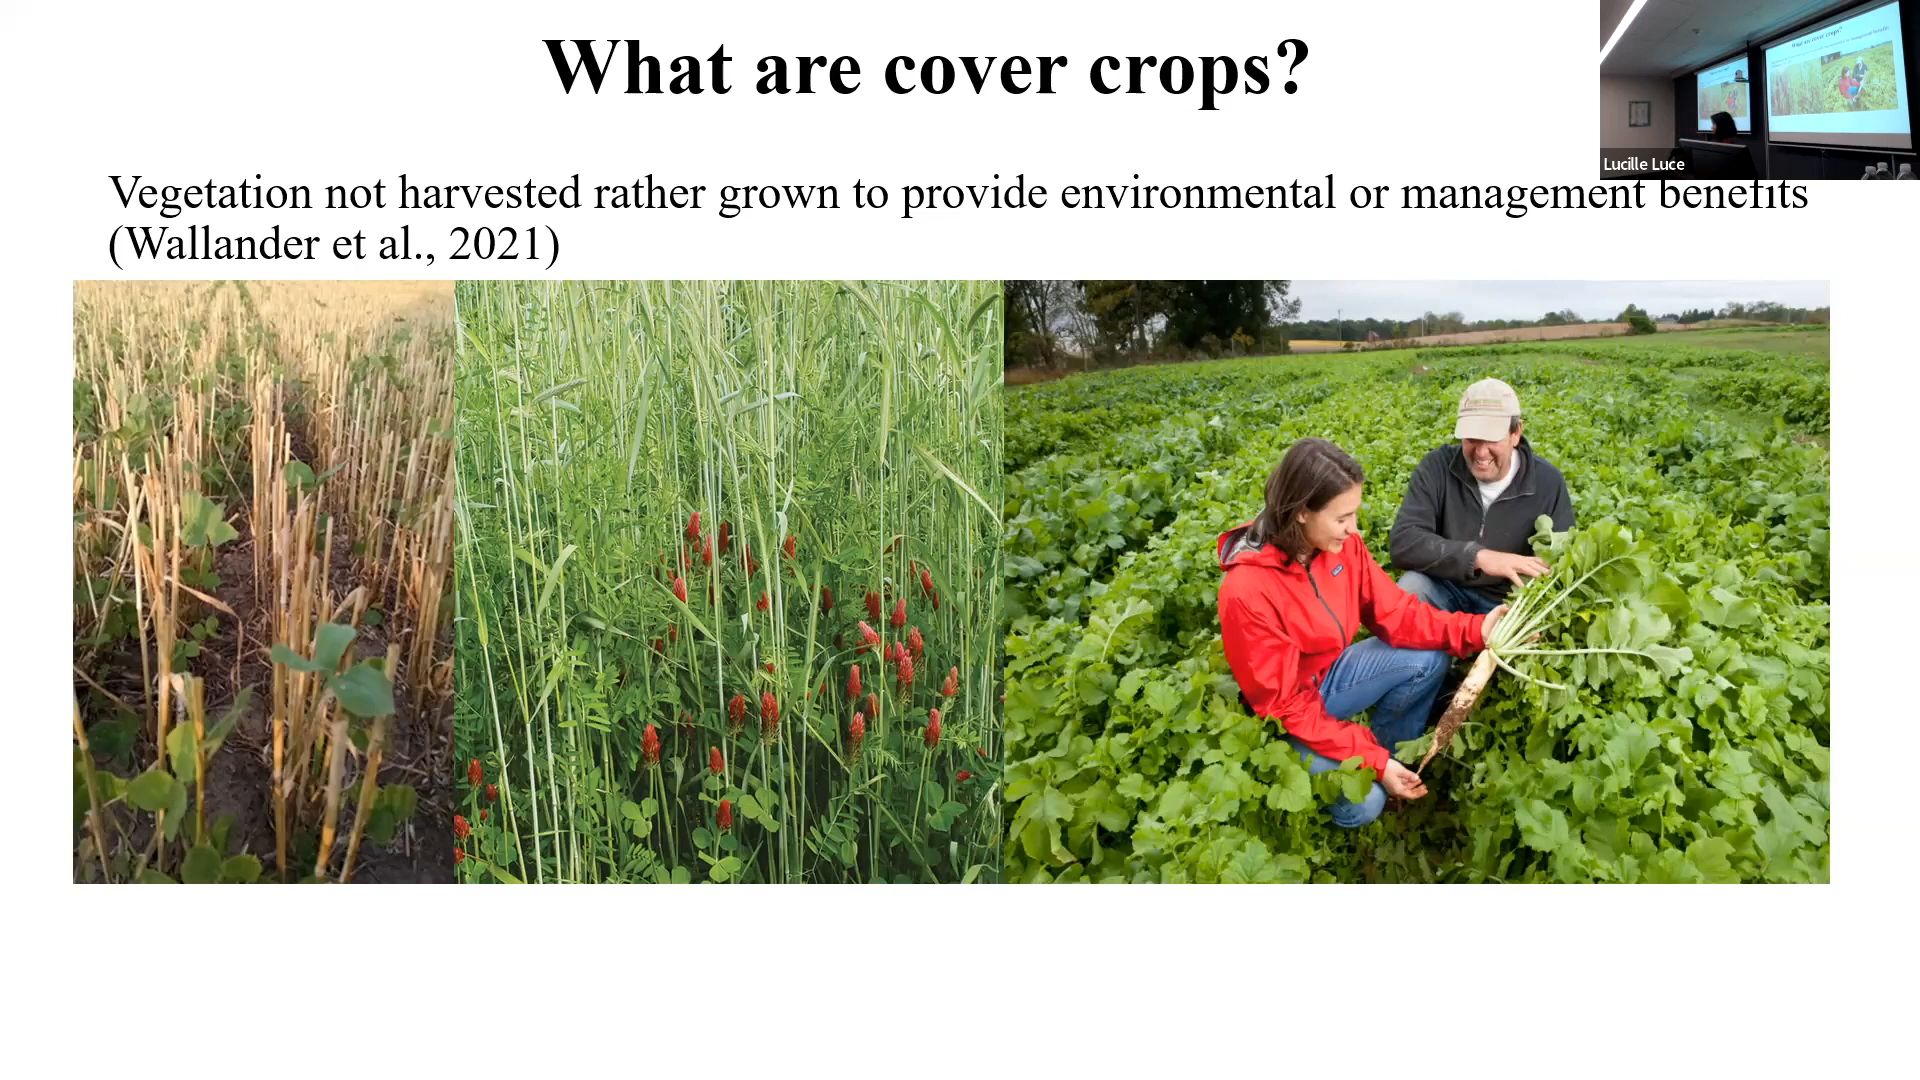 What are cover crops?
Lucille Luce
Vegetation not harvested rather grown to provide environmental or management benefits
(Wallander et al., 2021)